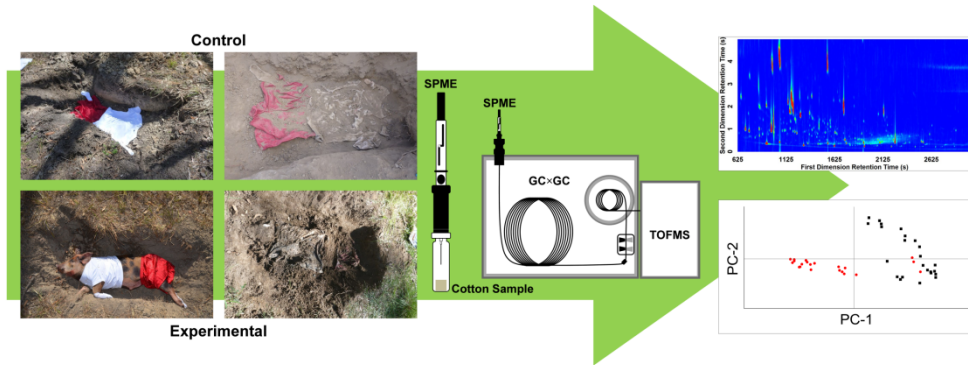 Control
Experimental
SPME
Cotton Sample
SPME
GC×GC
TOFMS
Second Dimension Retention Time (s)
4
3
2
1
0
625
1125
1625
2125
2625
First Dimension Retention Time (s)
PC-2
PC-1